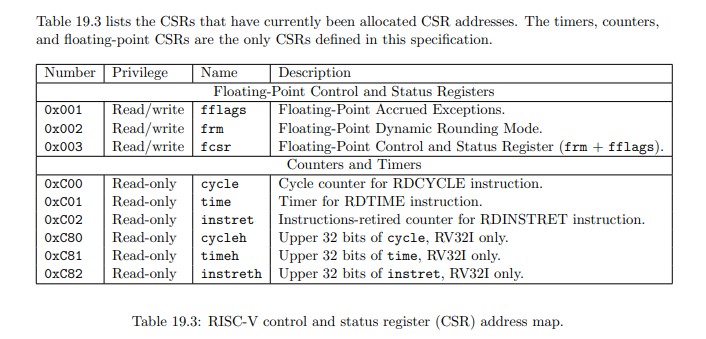 Table 19.3 lists the CSRs that have currently been allocated CSR addresses. The timers, counters,
and floating-point CSRs are the only CSRs defined in this specification.
Number Privilege Name Description
Floating-Point Control and Status Registers
0x001 Read/write fflags Floating-Point Accrued Exceptions.
0x002 Read/write frm Floating-Point Dynamic Rounding Mode.
0x003 Read/write fcsr Floating-Point Control and Status Register (frm + fflags).
Counters and Timers
0xC00 Read-only cycle Cycle counter for RDCYCLE instruction.
0xC01 Read-only time Timer for RDTIME instruction.
0xC02 Read-only instret Instructions-retired counter for RDINSTRET instruction.
0xC80 Read-only cycleh Upper 32 bits of cycle, RV32I only.
0xC81 Read-only timeh Upper 32 bits of time, RV32I only.
0xC82 Read-only instreth Upper 32 bits of instret, RV32I only.
Table 19.3: RISC-V control and status register (CSR) address map.